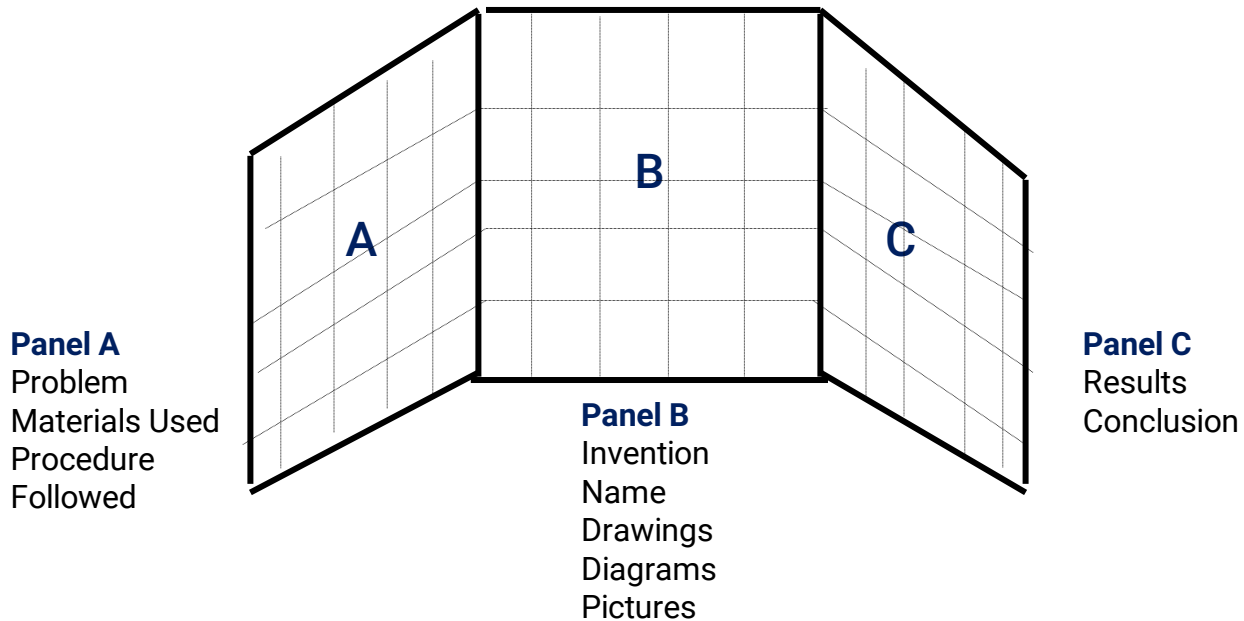 A
B
C
Panel A
Problem
Materials Used
Procedure
Followed
Panel B
Invention
Name
Drawings
Diagrams
Pictures
Panel C
Results
Conclusion